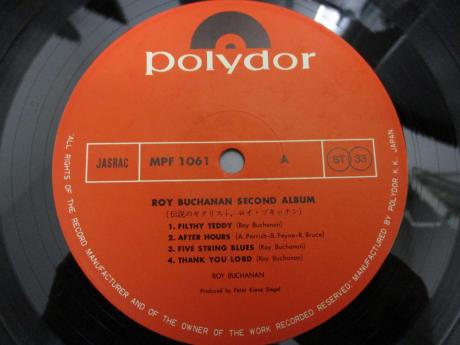 polydor
JASRAC
MPF 1061
A
ST 33
ROY BUCHANAN SECOND ALBUM
(伝説のギタリスト, ロイ・ブキャナン)
1. FILTHY TEDDY (Roy Buchanan)
2. AFTER HOURS (A. Parrish-B. Feyne-R. Bruce)
3. FIVE STRING BLUES (Roy Buchanan)
4. THANK YOU LORD (Roy Buchanan)
ROY BUCHANAN
Produced by Peter Kieve Siegel
ALL RIGHTS OF THE RECORD MANUFACTURER AND OF THE OWNER OF THE WORK RECORDED RESERVED. MANUFACTURED BY POLYDOR K. K., JAPAN